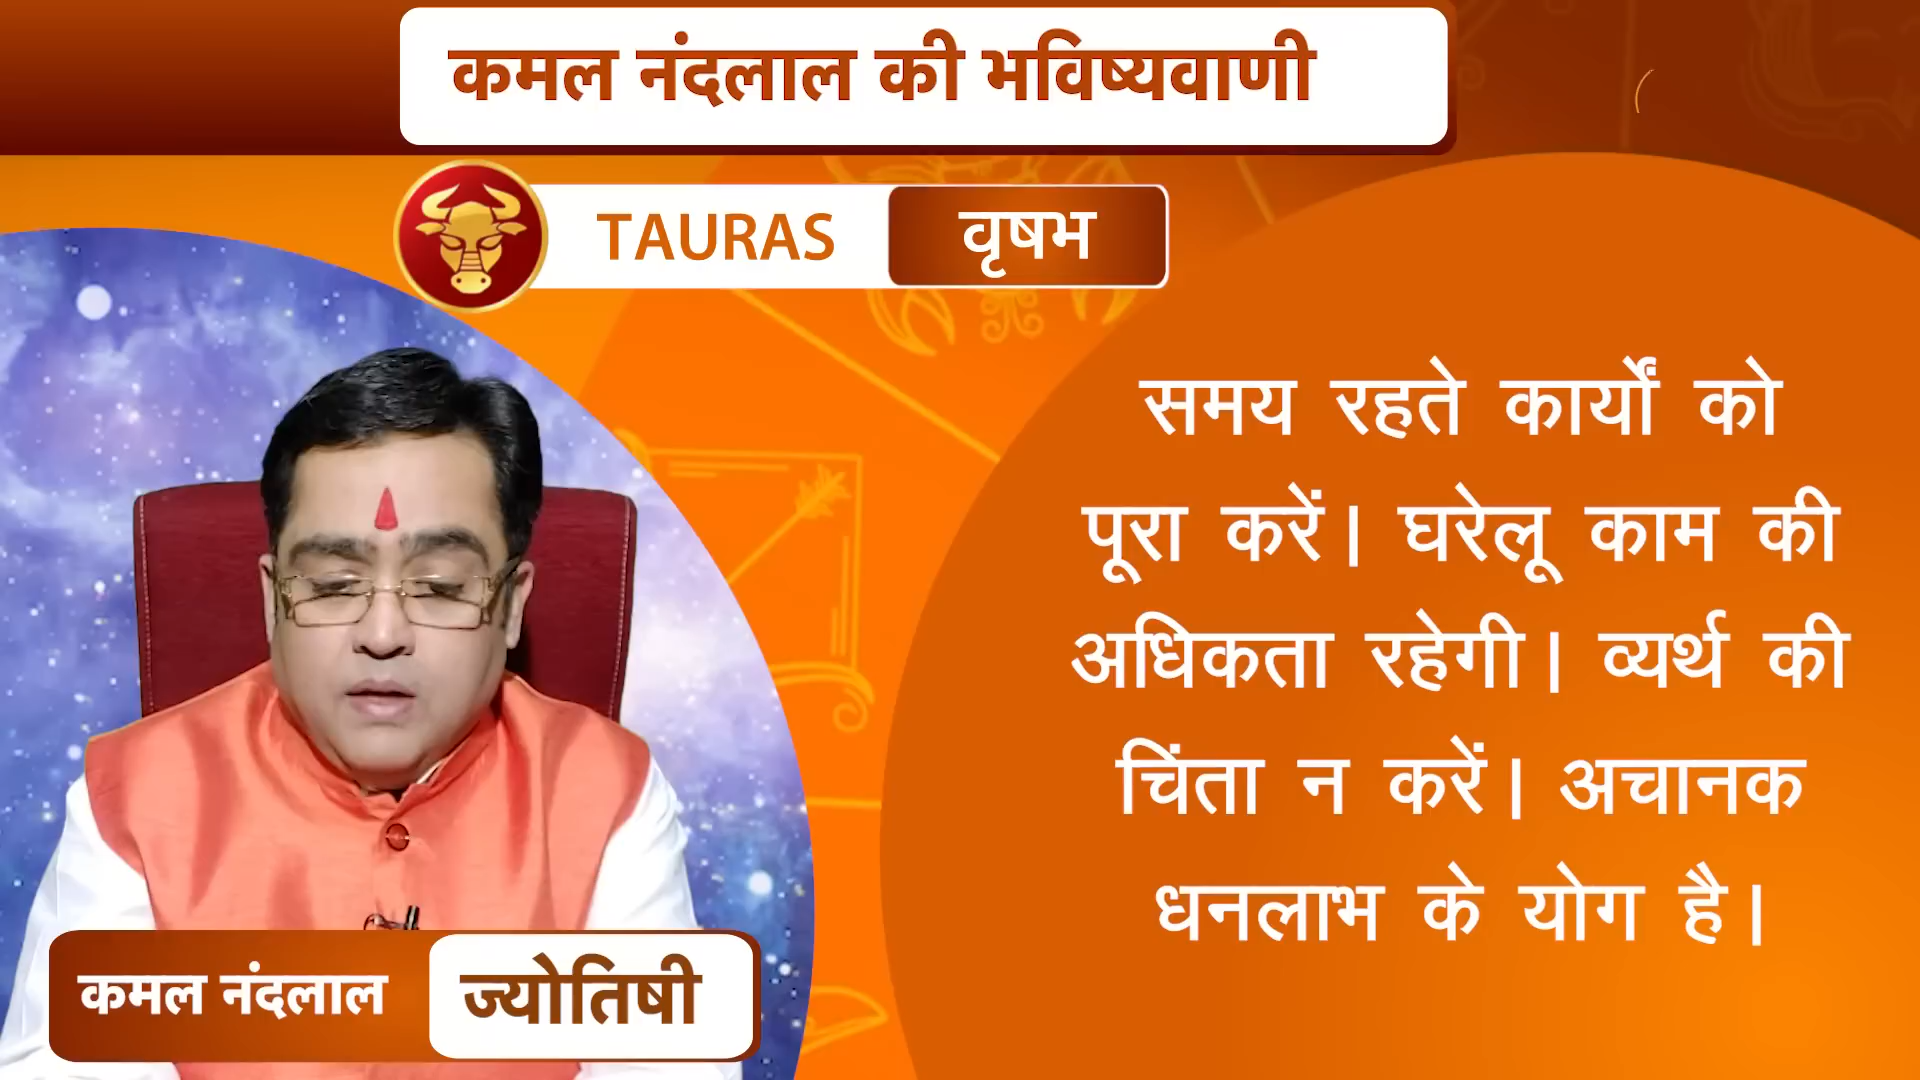 कमल नंदलाल की भविष्यवाणी
TAURAS वृषभ
समय रहते कार्यों को
पूरा करें। घरेलू काम की
अधिकता रहेगी। व्यर्थ की
चिंता न करें। अचानक
धनलाभ के योग है।
कमल नंदलाल ज्योतिषी